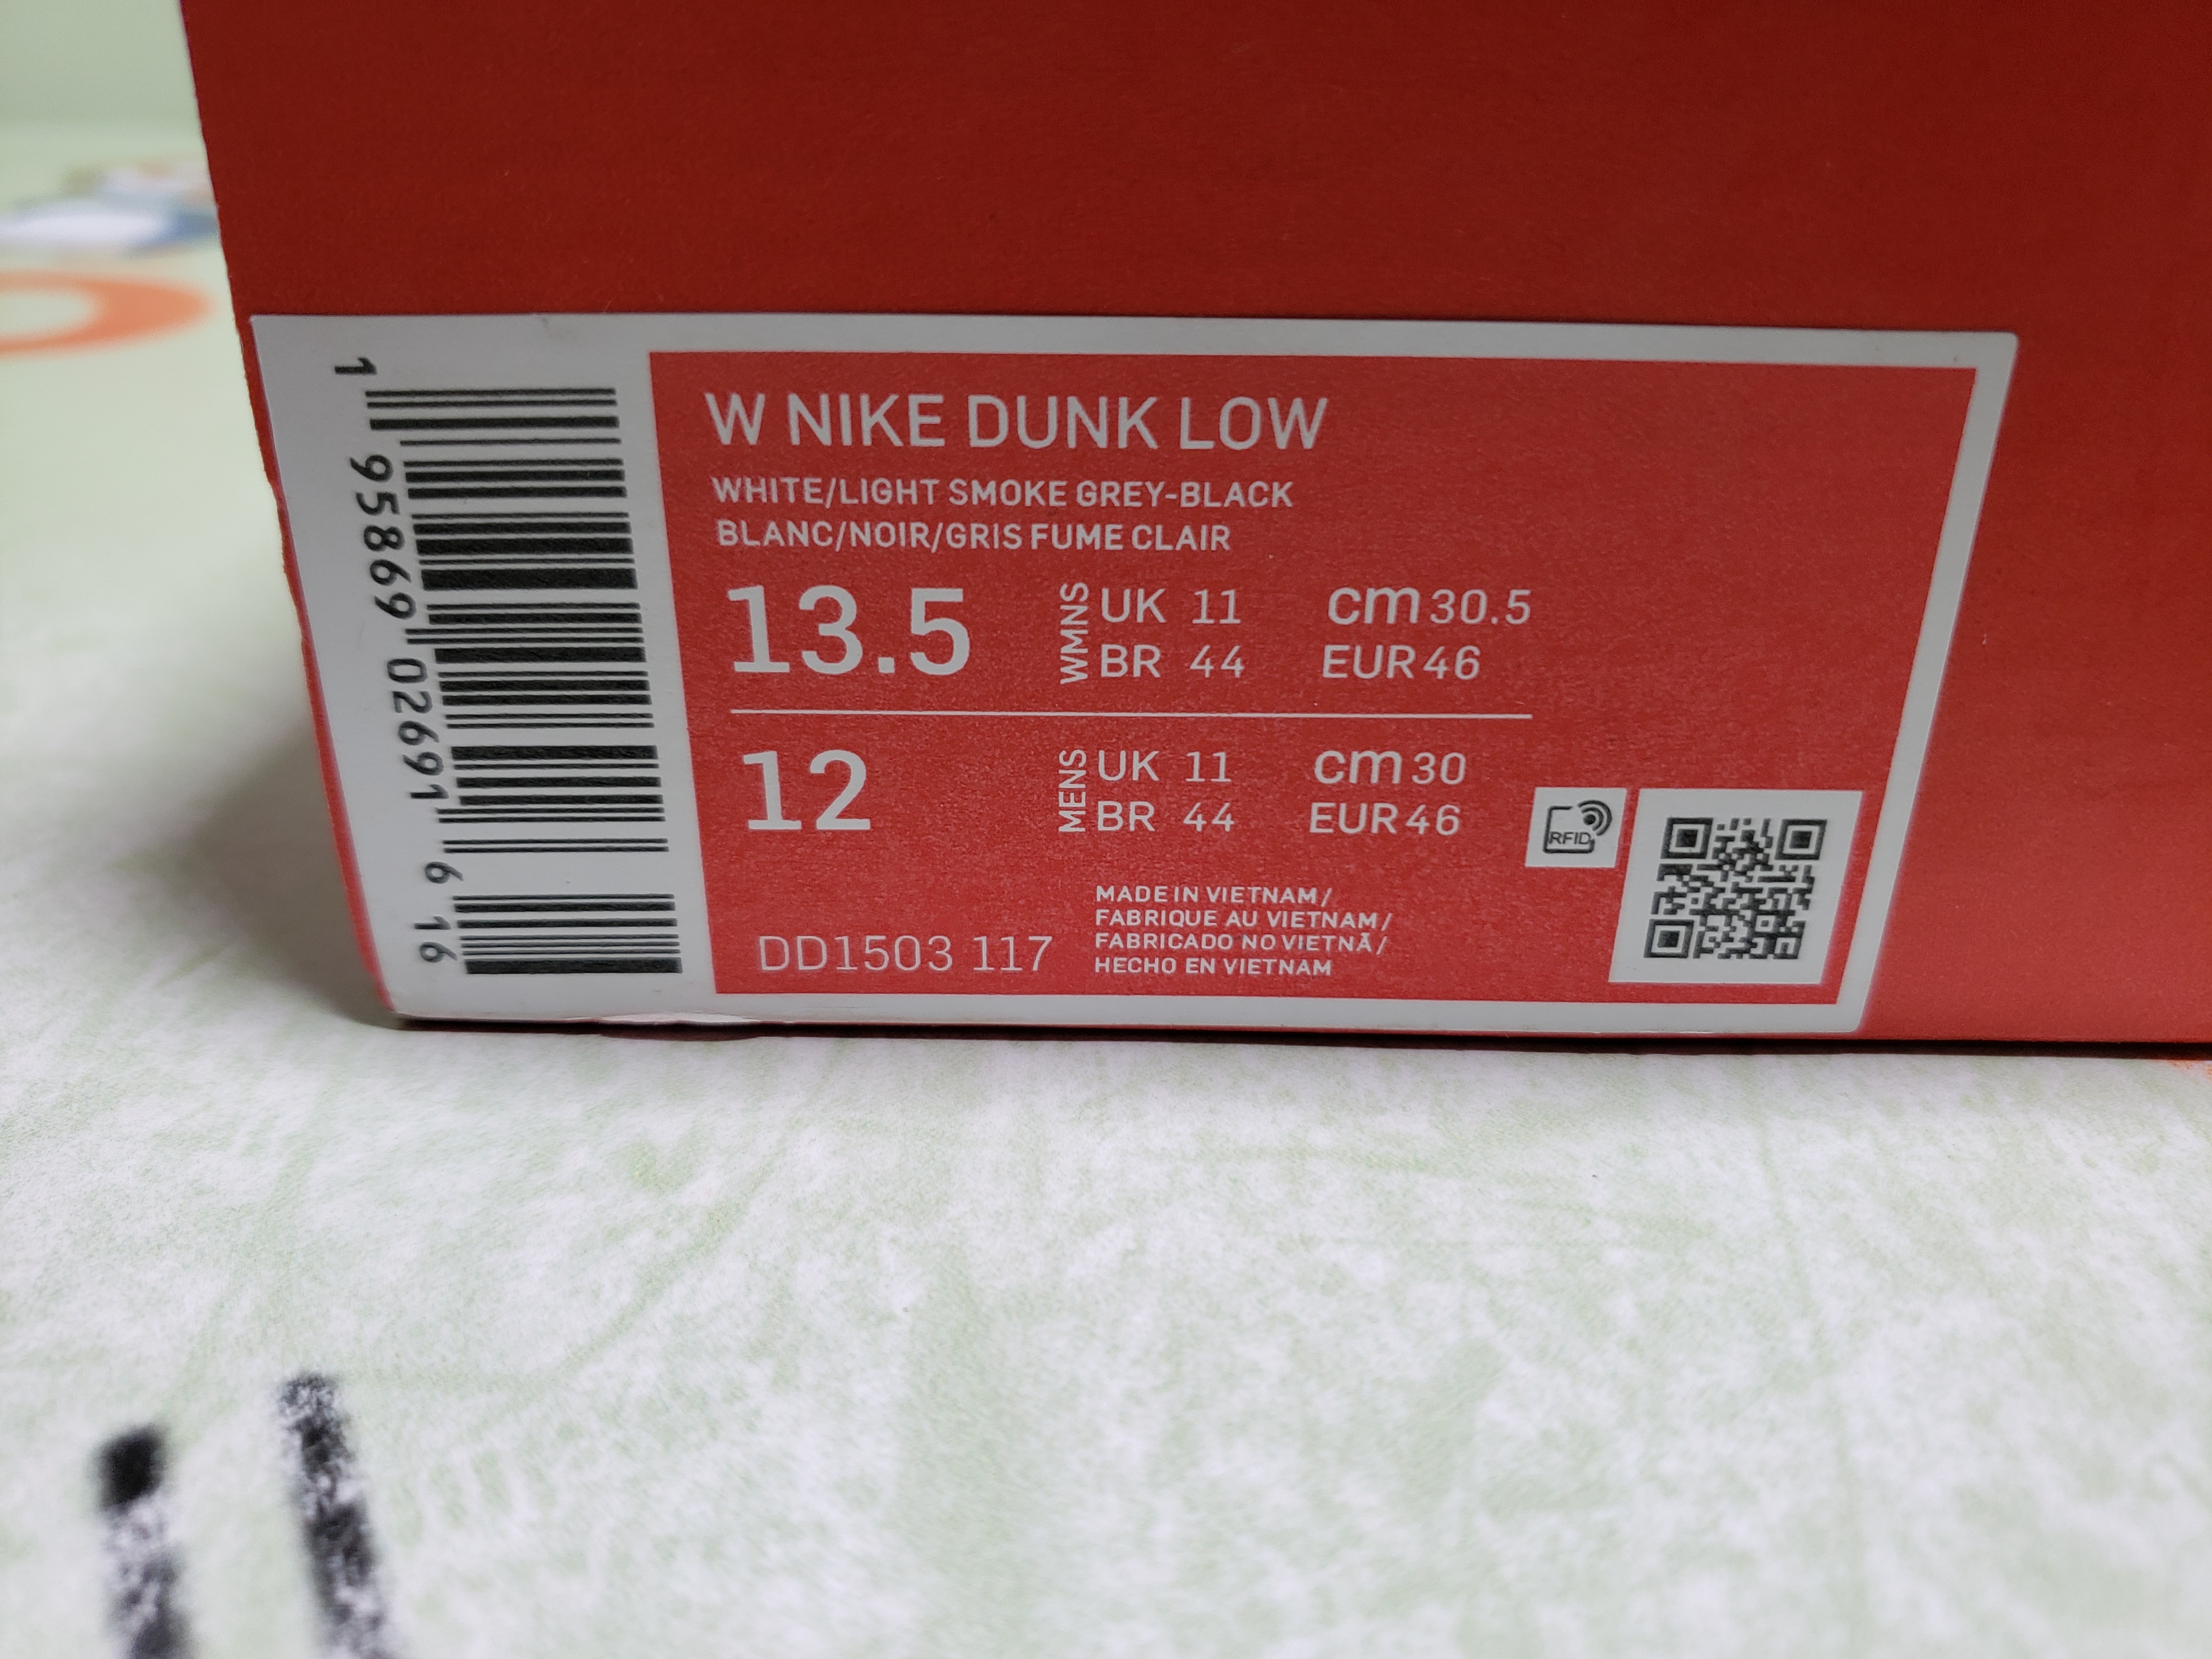 1 95869 02691 6 16
W NIKE DUNK LOW
WHITE/LIGHT SMOKE GREY-BLACK
BLANC/NOIR/GRIS FUME CLAIR
13.5 WMNS UK 11 cm 30.5
BR 44 EUR 46
12 MENS UK 11 cm 30
BR 44 EUR 46
RFID
DD1503 117
MADE IN VIETNAM/
FABRIQUE AU VIETNAM/
FABRICADO NO VIETNÃ/
HECHO EN VIETNAM